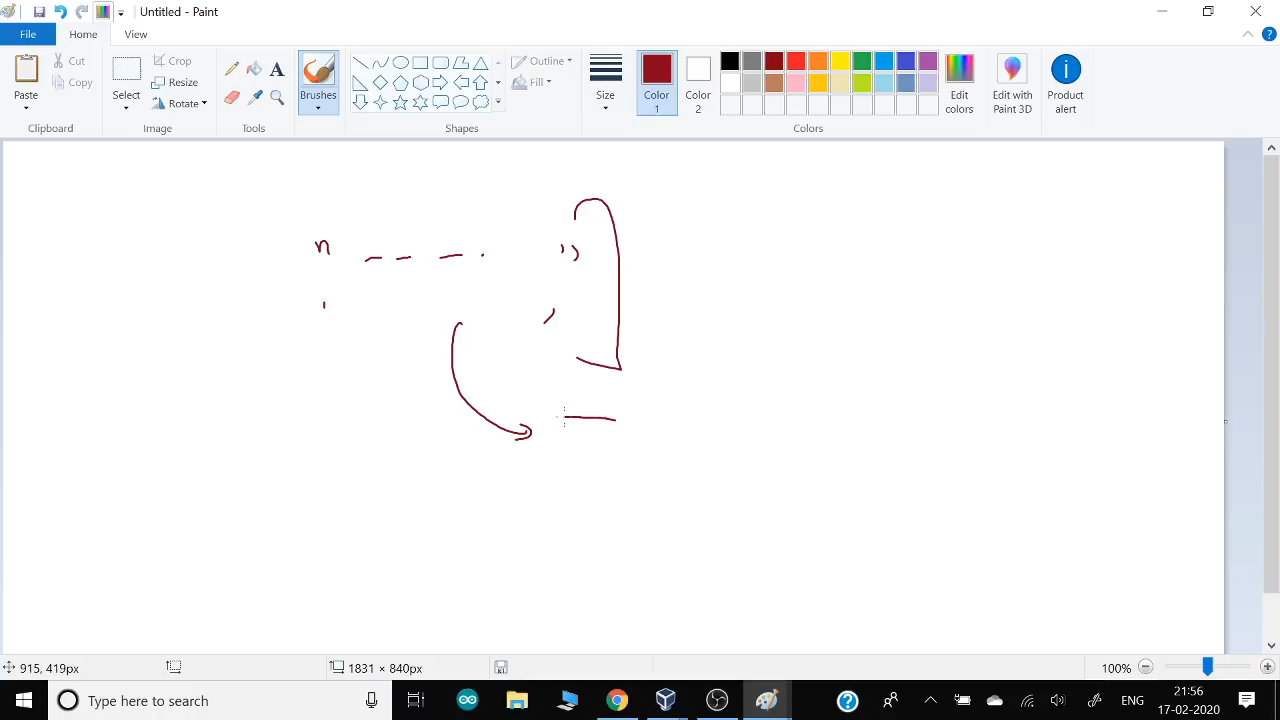 Untitled - Paint
File
Home
View
Paste
Cut
Copy
Clipboard
Select
Crop
Resize
Rotate
Image
Tools
Brushes
Shapes
Outline
Fill
Size
Color 1
Color 2
Edit colors
Colors
Edit with Paint 3D
Product alert
n
915, 419px
1831 × 840px
100%
Type here to search
ENG
21:56
17-02-2020